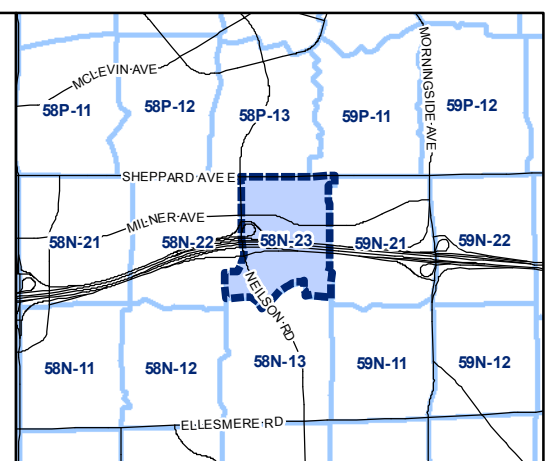 MCLEVIN AVE
MORNINGSIDE AVE
58P-11
58P-12
58P-13
59P-11
59P-12
SHEPPARD AVE E
MILNER AVE
58N-21
58N-22
58N-23
59N-21
59N-22
NEILSON RD
58N-11
58N-12
58N-13
59N-11
59N-12
ELLESMERE RD